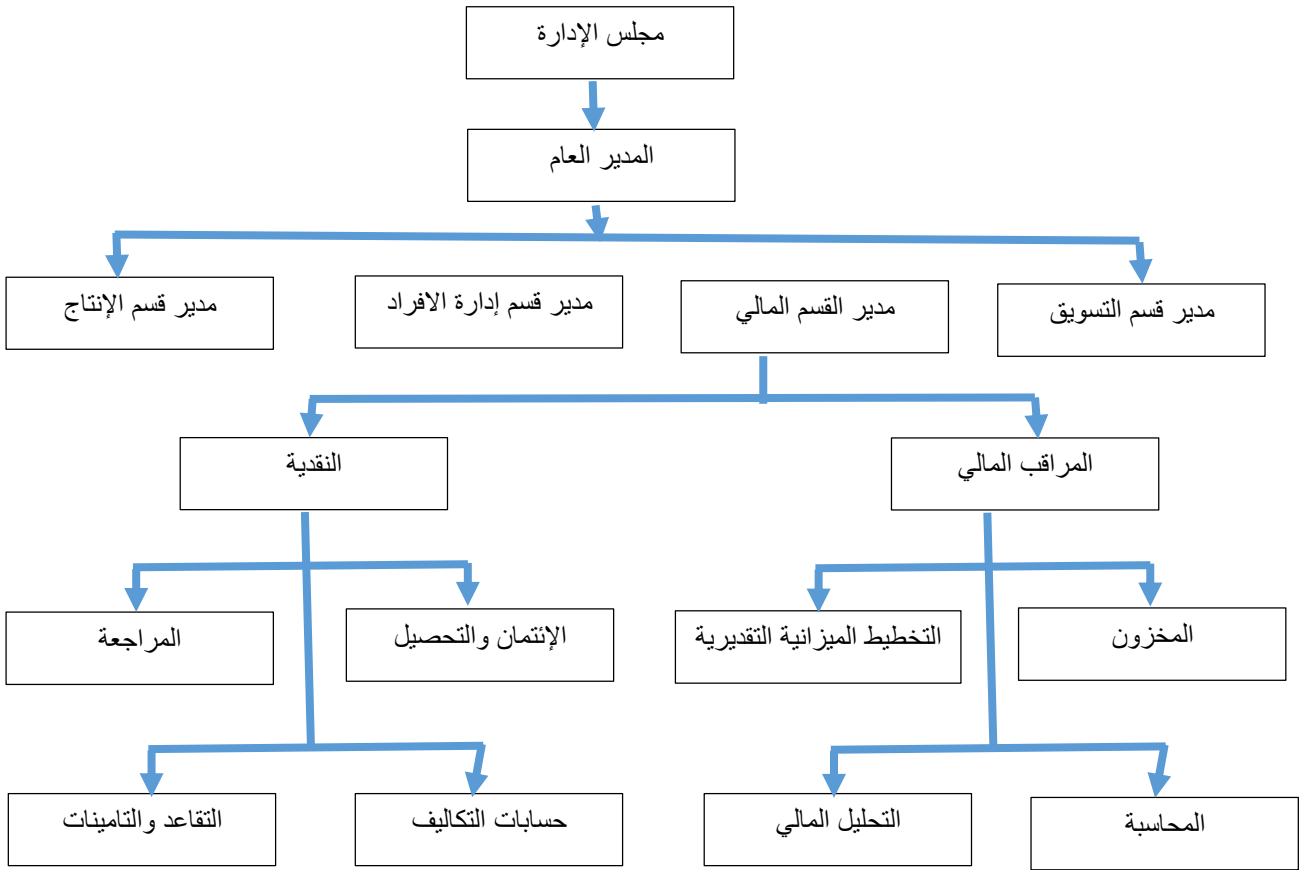 مجلس الإدارة
المدير العام
مدير قسم التسويق
مدير القسم المالي
مدير قسم إدارة الافراد
مدير قسم الإنتاج
المراقب المالي
النقدية
المخزون
التخطيط الميزانية التقديرية
الإئتمان والتحصيل
المراجعة
المحاسبة
التحليل المالي
حسابات التكاليف
التقاعد والتامينات